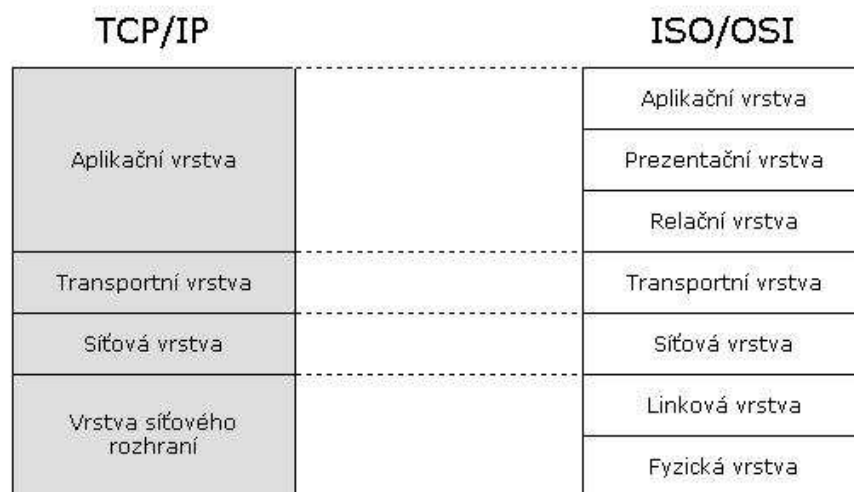 TCP/IP
ISO/OSI
Aplikační vrstva
Transportní vrstva
Síťová vrstva
Vrstva síťového
rozhraní
Aplikační vrstva
Prezentační vrstva
Relační vrstva
Transportní vrstva
Síťová vrstva
Linková vrstva
Fyzická vrstva